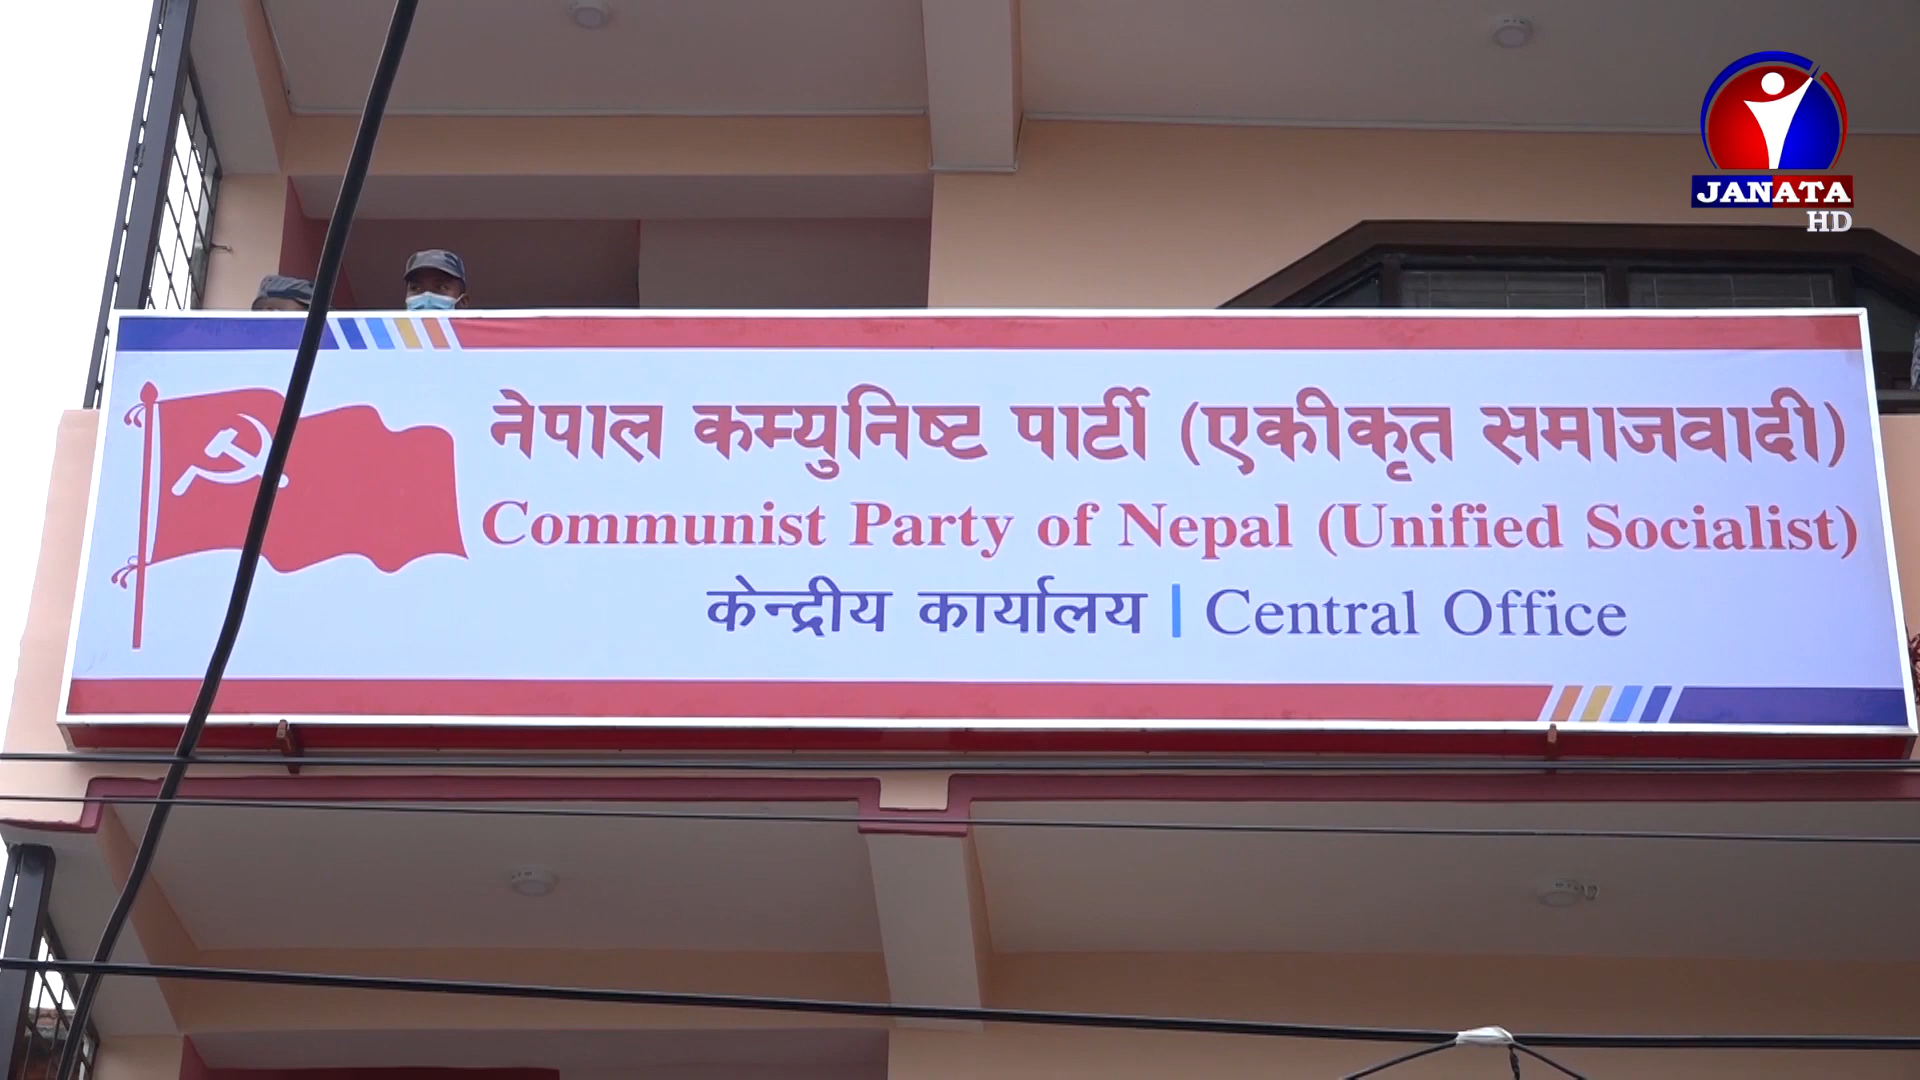 JANATA
HD
नेपाल कम्युनिष्ट पार्टी (एकीकृत समाजवादी)
Communist Party of Nepal (Unified Socialist)
केन्द्रीय कार्यालय | Central Office